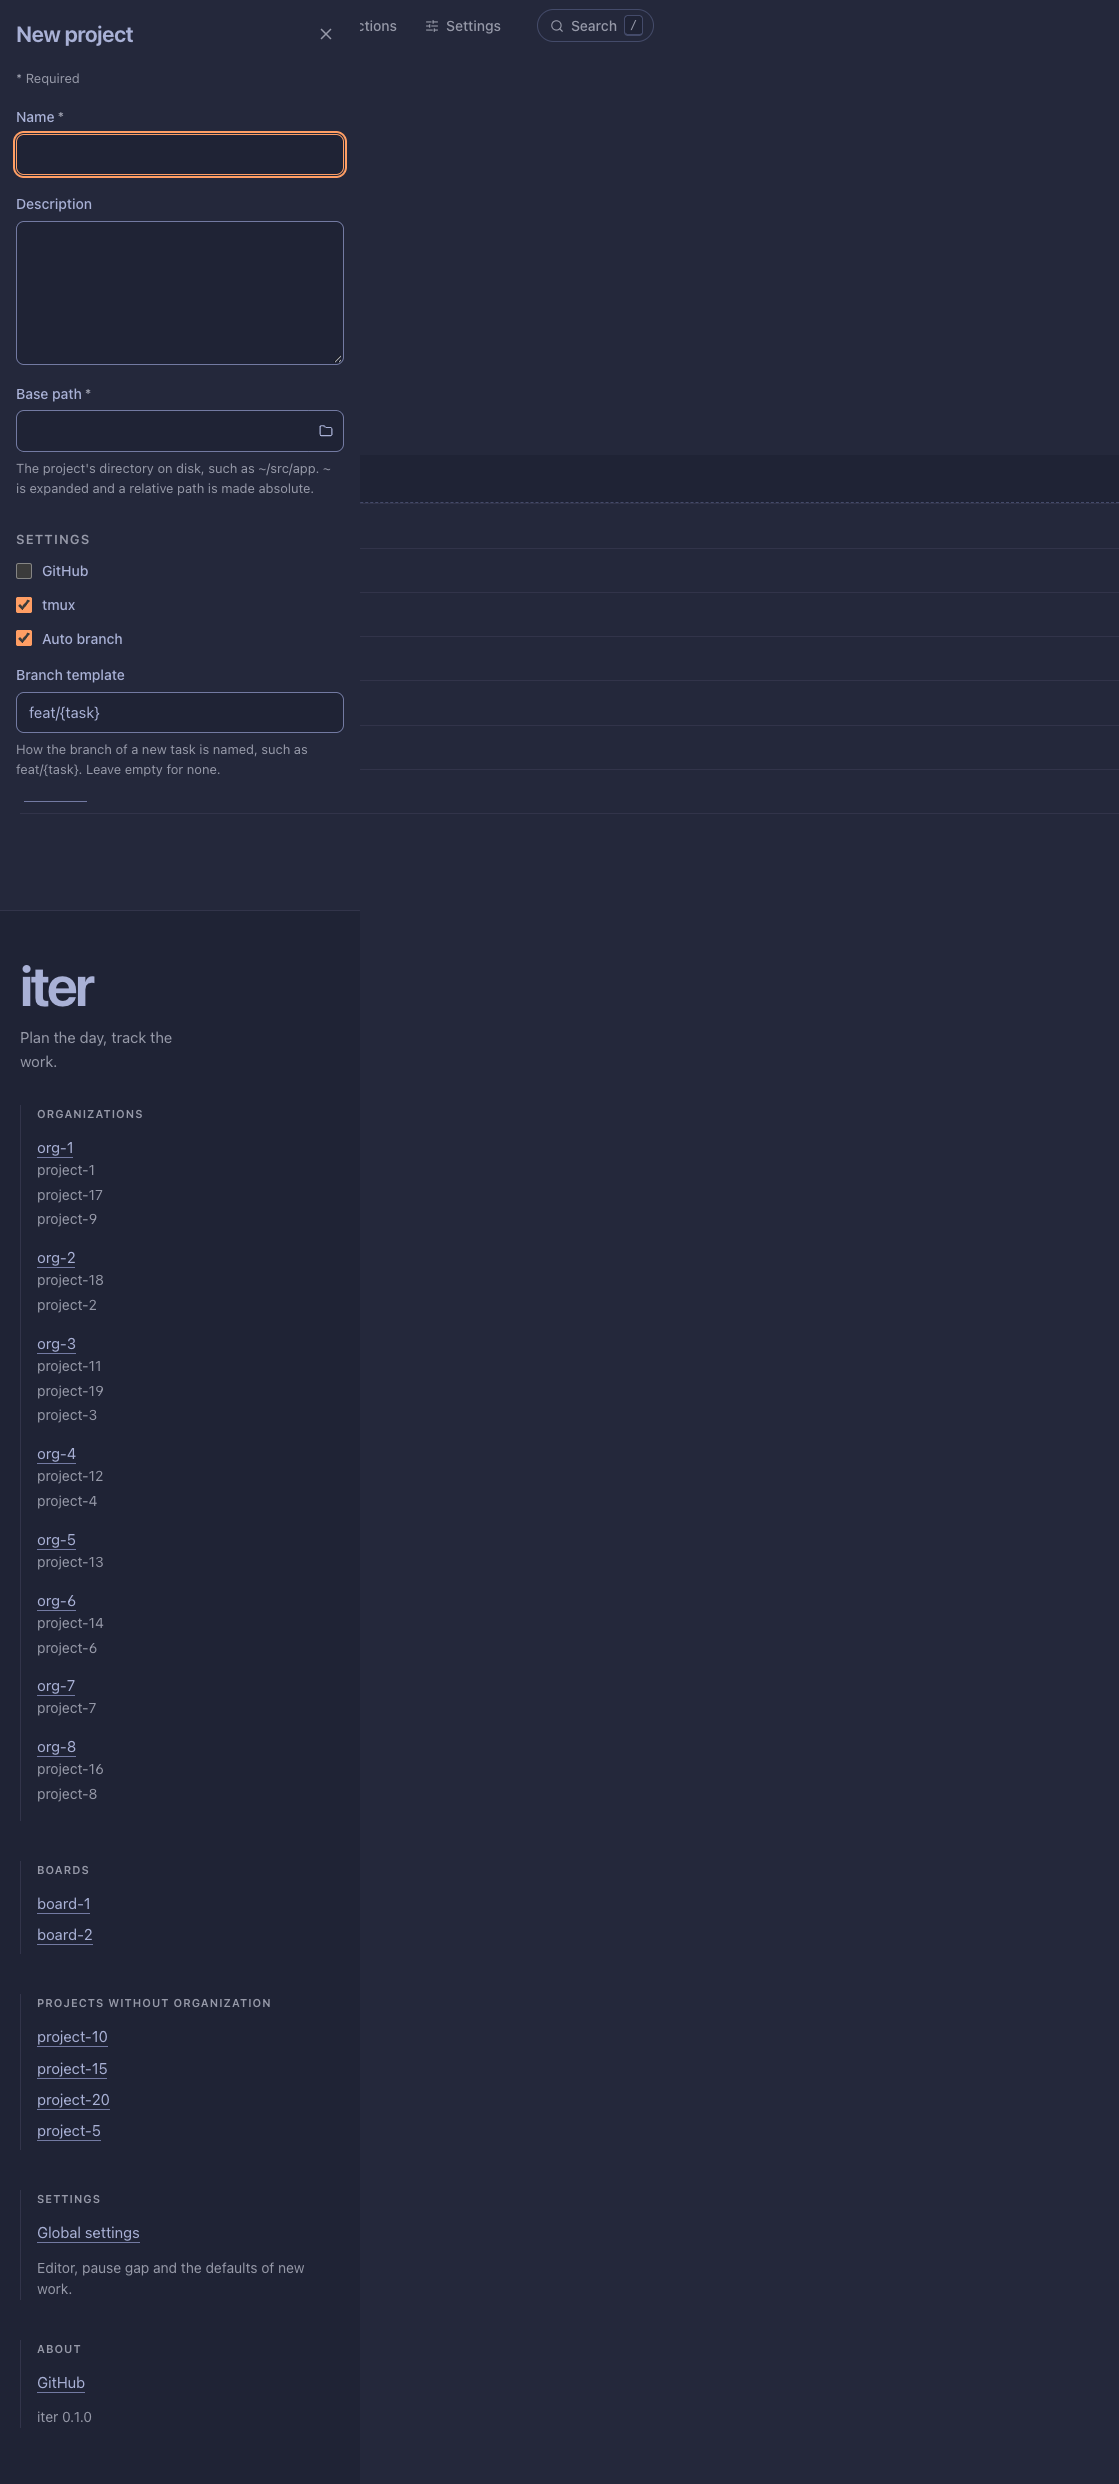 New project
ctions
Settings
Search /
* Required
Name *
Description
Base path *
The project's directory on disk, such as ~/src/app. ~
is expanded and a relative path is made absolute.
SETTINGS
GitHub
tmux
Auto branch
Branch template
feat/{task}
How the branch of a new task is named, such as
feat/{task}. Leave empty for none.
iter
Plan the day, track the
work.
ORGANIZATIONS
org-1
project-1
project-17
project-9
org-2
project-18
project-2
org-3
project-11
project-19
project-3
org-4
project-12
project-4
org-5
project-13
org-6
project-14
project-6
org-7
project-7
org-8
project-16
project-8
BOARDS
board-1
board-2
PROJECTS WITHOUT ORGANIZATION
project-10
project-15
project-20
project-5
SETTINGS
Global settings
Editor, pause gap and the defaults of new
work.
ABOUT
GitHub
iter 0.1.0